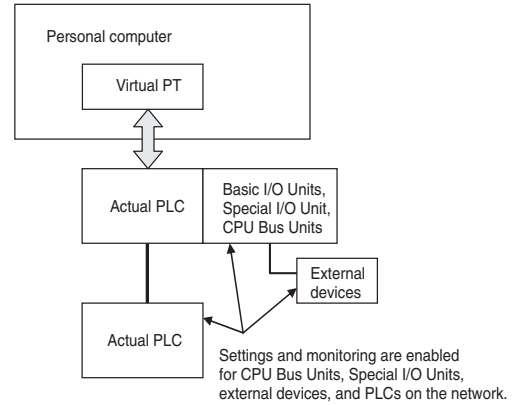 Personal computer
Virtual PT
Actual PLC
Basic I/O Units,
Special I/O Unit,
CPU Bus Units
External
devices
Actual PLC
Settings and monitoring are enabled
for CPU Bus Units, Special I/O Units,
external devices, and PLCs on the network.